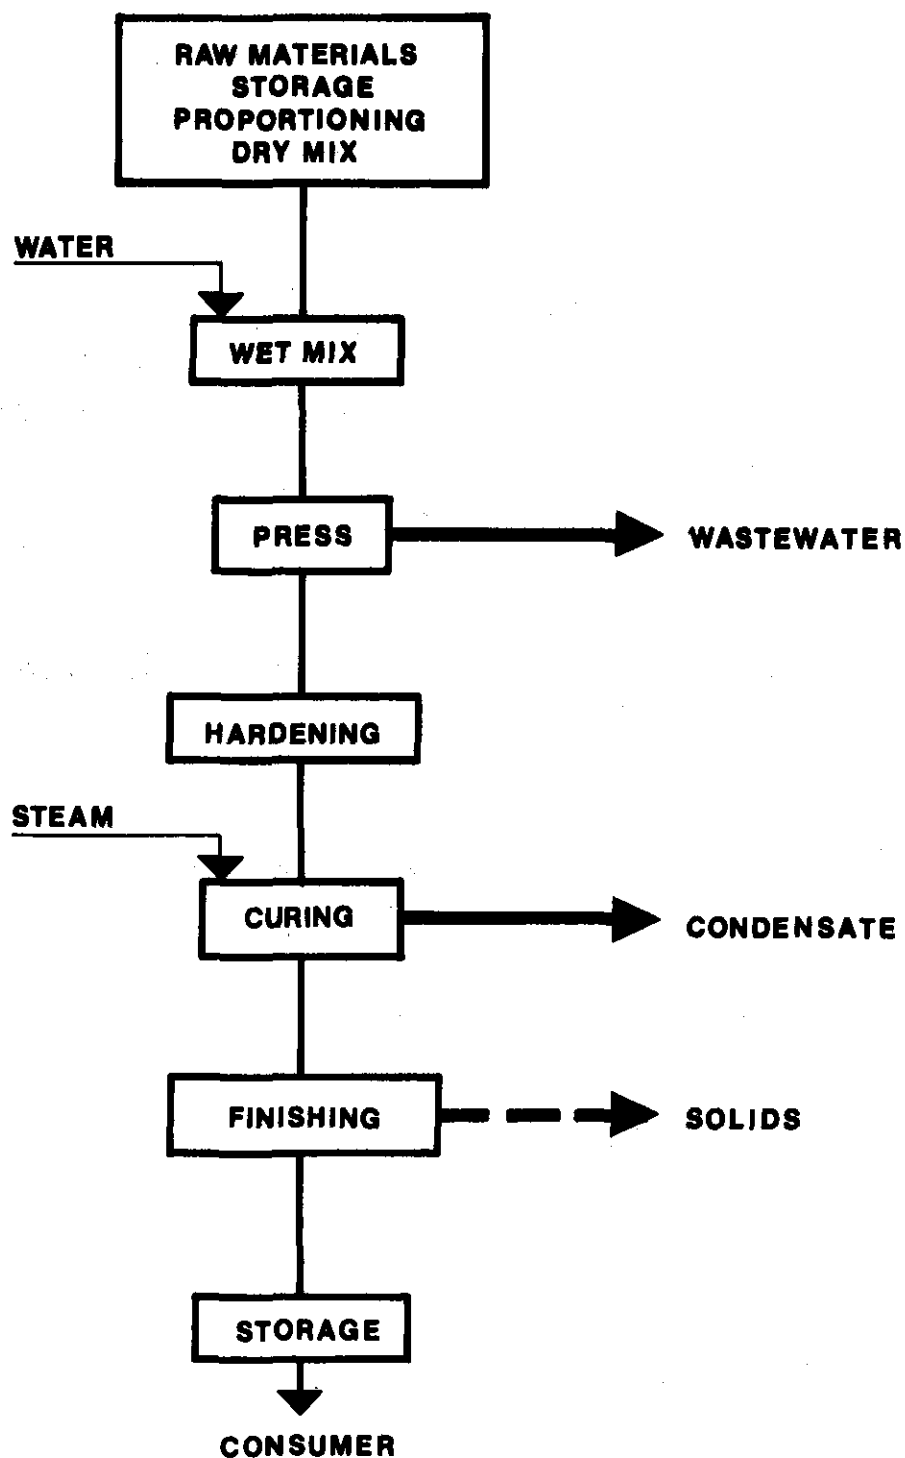 RAW MATERIALS
STORAGE
PROPORTIONING
DRY MIX
WATER
WET MIX
PRESS
WASTEWATER
HARDENING
STEAM
CURING
CONDENSATE
FINISHING
SOLIDS
STORAGE
CONSUMER